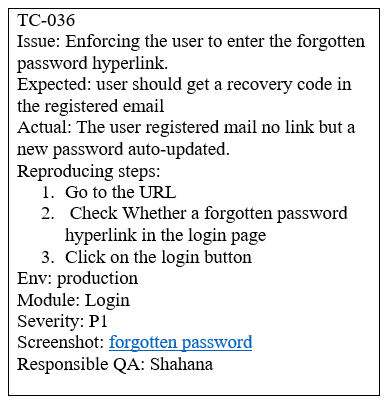 TC-036
Issue: Enforcing the user to enter the forgotten
password hyperlink.
Expected: user should get a recovery code in
the registered email
Actual: The user registered mail no link but a
new password auto-updated.
Reproducing steps:
1. Go to the URL
2. Check Whether a forgotten password
hyperlink in the login page
3. Click on the login button
Env: production
Module: Login
Severity: P1
Screenshot: forgotten password
Responsible QA: Shahana